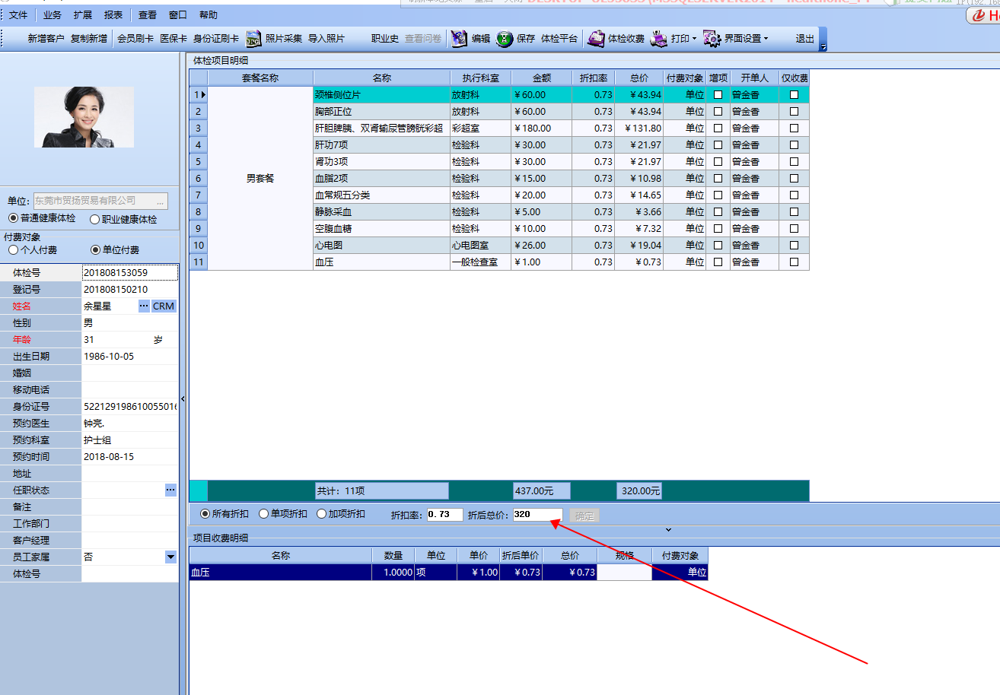 文件 业务 扩展 报表 查看 窗口 帮助
新增客户 复制新增 会员刷卡 医保卡 身份证刷卡 照片采集 导入照片 职业史 查看问卷 编辑 保存 体检平台 体检收费 打印 界面设置 退出
体检项目明细
套餐名称 名称 执行科室 金额 折扣率 总价 付费对象 增项 开单人 仅收费
1 颈椎侧位片 放射科 ￥60.00 0.73 ￥43.94 单位 曾金香
2 胸部正位 放射科 ￥60.00 0.73 ￥43.94 单位 曾金香
3 肝胆脾胰、双肾输尿管膀胱彩超 彩超室 ￥180.00 0.73 ￥131.80 单位 曾金香
4 肝功7项 检验科 ￥30.00 0.73 ￥21.97 单位 曾金香
5 肾功3项 检验科 ￥30.00 0.73 ￥21.97 单位 曾金香
6 男套餐 血脂2项 检验科 ￥15.00 0.73 ￥10.98 单位 曾金香
7 血常规五分类 检验科 ￥20.00 0.73 ￥14.65 单位 曾金香
8 静脉采血 检验科 ￥5.00 0.73 ￥3.66 单位 曾金香
9 空腹血糖 检验科 ￥10.00 0.73 ￥7.32 单位 曾金香
10 心电图 心电图室 ￥26.00 0.73 ￥19.04 单位 曾金香
11 血压 一般检查室 ￥1.00 0.73 ￥0.73 单位 曾金香
共计：11项 437.00元 320.00元
所有折扣 单项折扣 加项折扣 折扣率: 0.73 折后总价: 320 确定
项目收费明细
名称 数量 单位 单价 折后单价 总价 规格 付费对象
血压 1.0000 项 ￥1.00 ￥0.73 ￥0.73 单位
单位: 东莞市贸扬贸易有限公司 ...
普通健康体检 职业健康体检
付费对象
个人付费 单位付费
体检号 201808153059
登记号 201808150210
姓名 余星星 ... CRM
性别 男
年龄 31 岁
出生日期 1986-10-05
婚姻
移动电话
身份证号 52212919861005501
预约医生 钟亮.
预约科室 护士组
预约时间 2018-08-15
地址
任职状态 ...
备注
工作部门
客户经理
员工家属 否
体检号